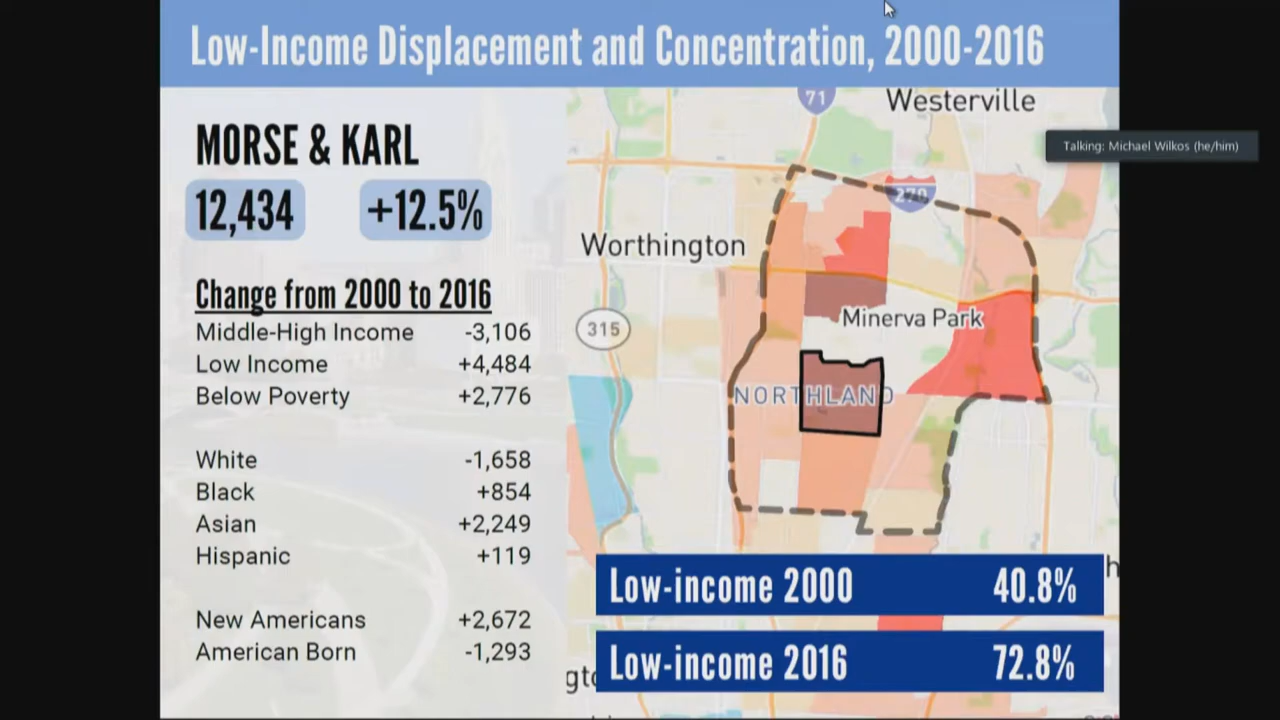 Low-Income Displacement and Concentration, 2000-2016
MORSE & KARL
12,434 +12.5%
Change from 2000 to 2016
Middle-High Income -3,106
Low Income +4,484
Below Poverty +2,776
White -1,658
Black +854
Asian +2,249
Hispanic +119
New Americans +2,672
American Born -1,293
71
Westerville
Talking: Michael Wilkos (he/him)
270
Worthington
315
Minerva Park
NORTHLAND
Low-income 2000 40.8%
h
Low-income 2016 72.8%
gto